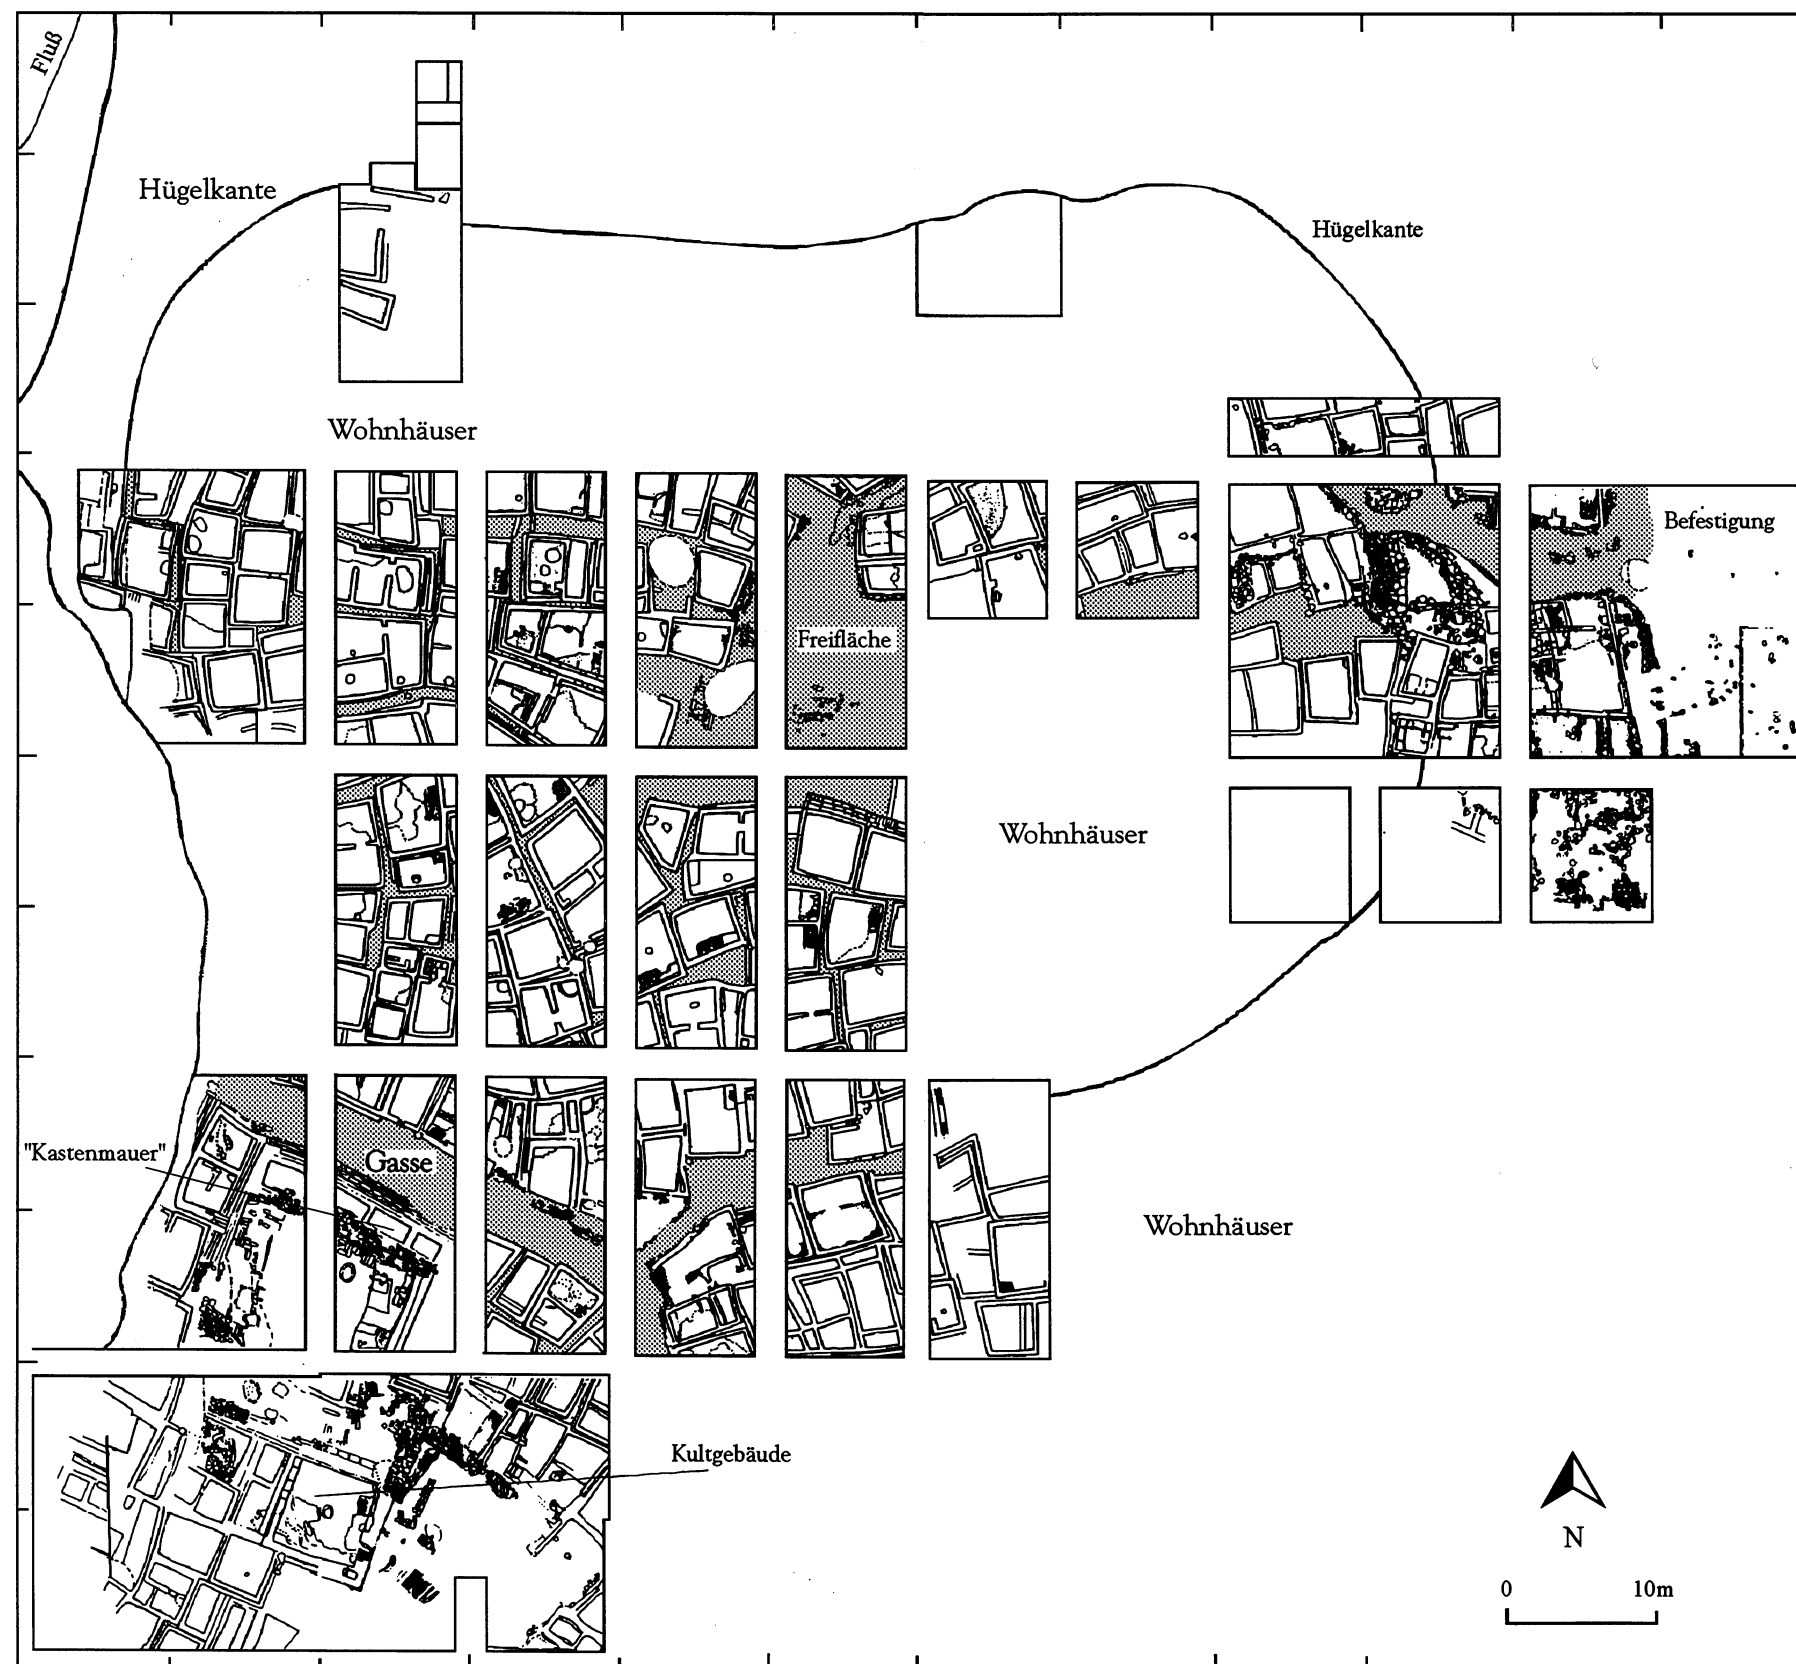 Fluß
Hügelkante
Hügelkante
Wohnhäuser
Befestigung
Freifläche
Wohnhäuser
"Kastenmauer"
Gasse
Wohnhäuser
Kultgebäude
N
0 10m